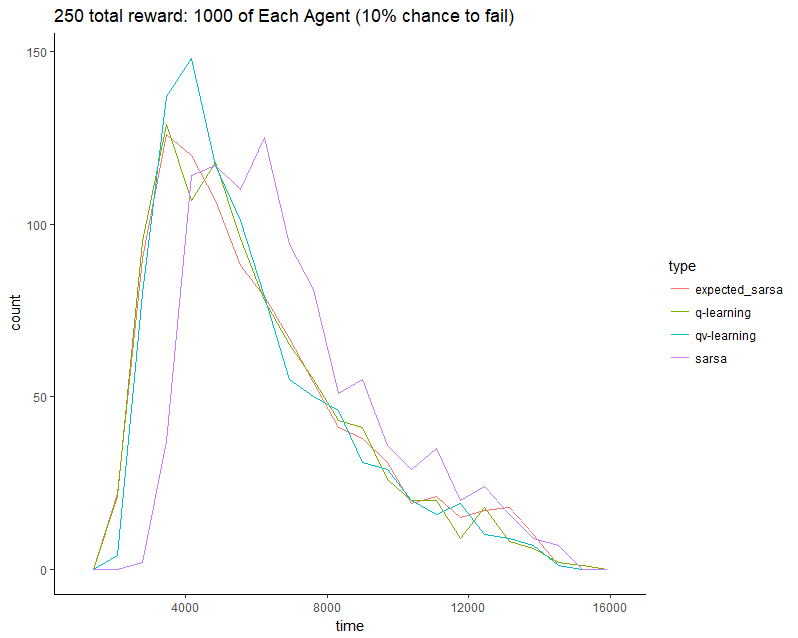 250 total reward: 1000 of Each Agent (10% chance to fail)
150
100
50
0
count
4000 8000 12000 16000
time
type
expected_sarsa
q-learning
qv-learning
sarsa